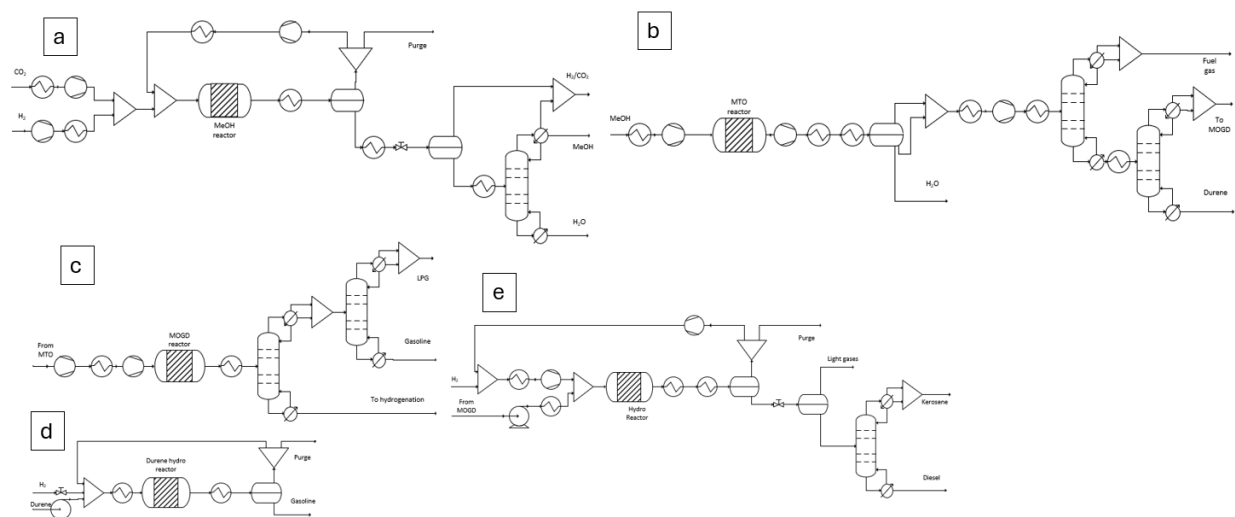 a
Purge
CO₂
H₂
MeOH
reactor
H₂/CO₂
MeOH
H₂O
b
MeOH
MTO
reactor
H₂O
Fuel
gas
To
MOGD
Durene
c
From
MTO
MOGD
reactor
LPG
Gasoline
To hydrogenation
d
H₂
Durene
Durene hydro
reactor
Purge
Gasoline
e
H₂
From
MOGD
Hydro
Reactor
Purge
Light gases
Kerosene
Diesel